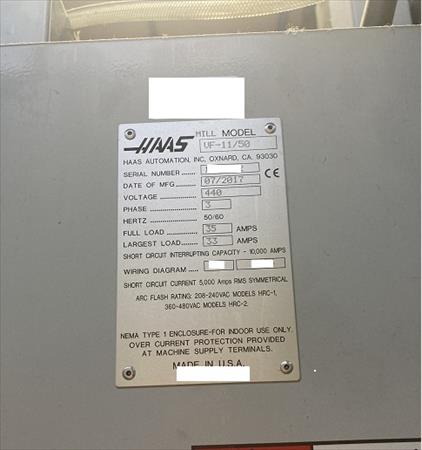 HAAS MILL MODEL
VF-11/50
HAAS AUTOMATION, INC, OXNARD, CA. 93030
SERIAL NUMBER
CE
DATE OF MFG 07/2017
VOLTAGE 440
PHASE 3
HERTZ 50/60
FULL LOAD 35 AMPS
LARGEST LOAD 33 AMPS
SHORT CIRCUIT INTERRUPTING CAPACITY - 10,000 AMPS
WIRING DIAGRAM
SHORT CIRCUIT CURRENT 5,000 Amps RMS SYMMETRICAL
ARC FLASH RATING: 208-240VAC MODELS HRC-1,
360-480VAC MODELS HRC-2.
NEMA TYPE 1 ENCLOSURE-FOR INDOOR USE ONLY.
OVER CURRENT PROTECTION PROVIDED
AT MACHINE SUPPLY TERMINALS.
MADE IN U.S.A.